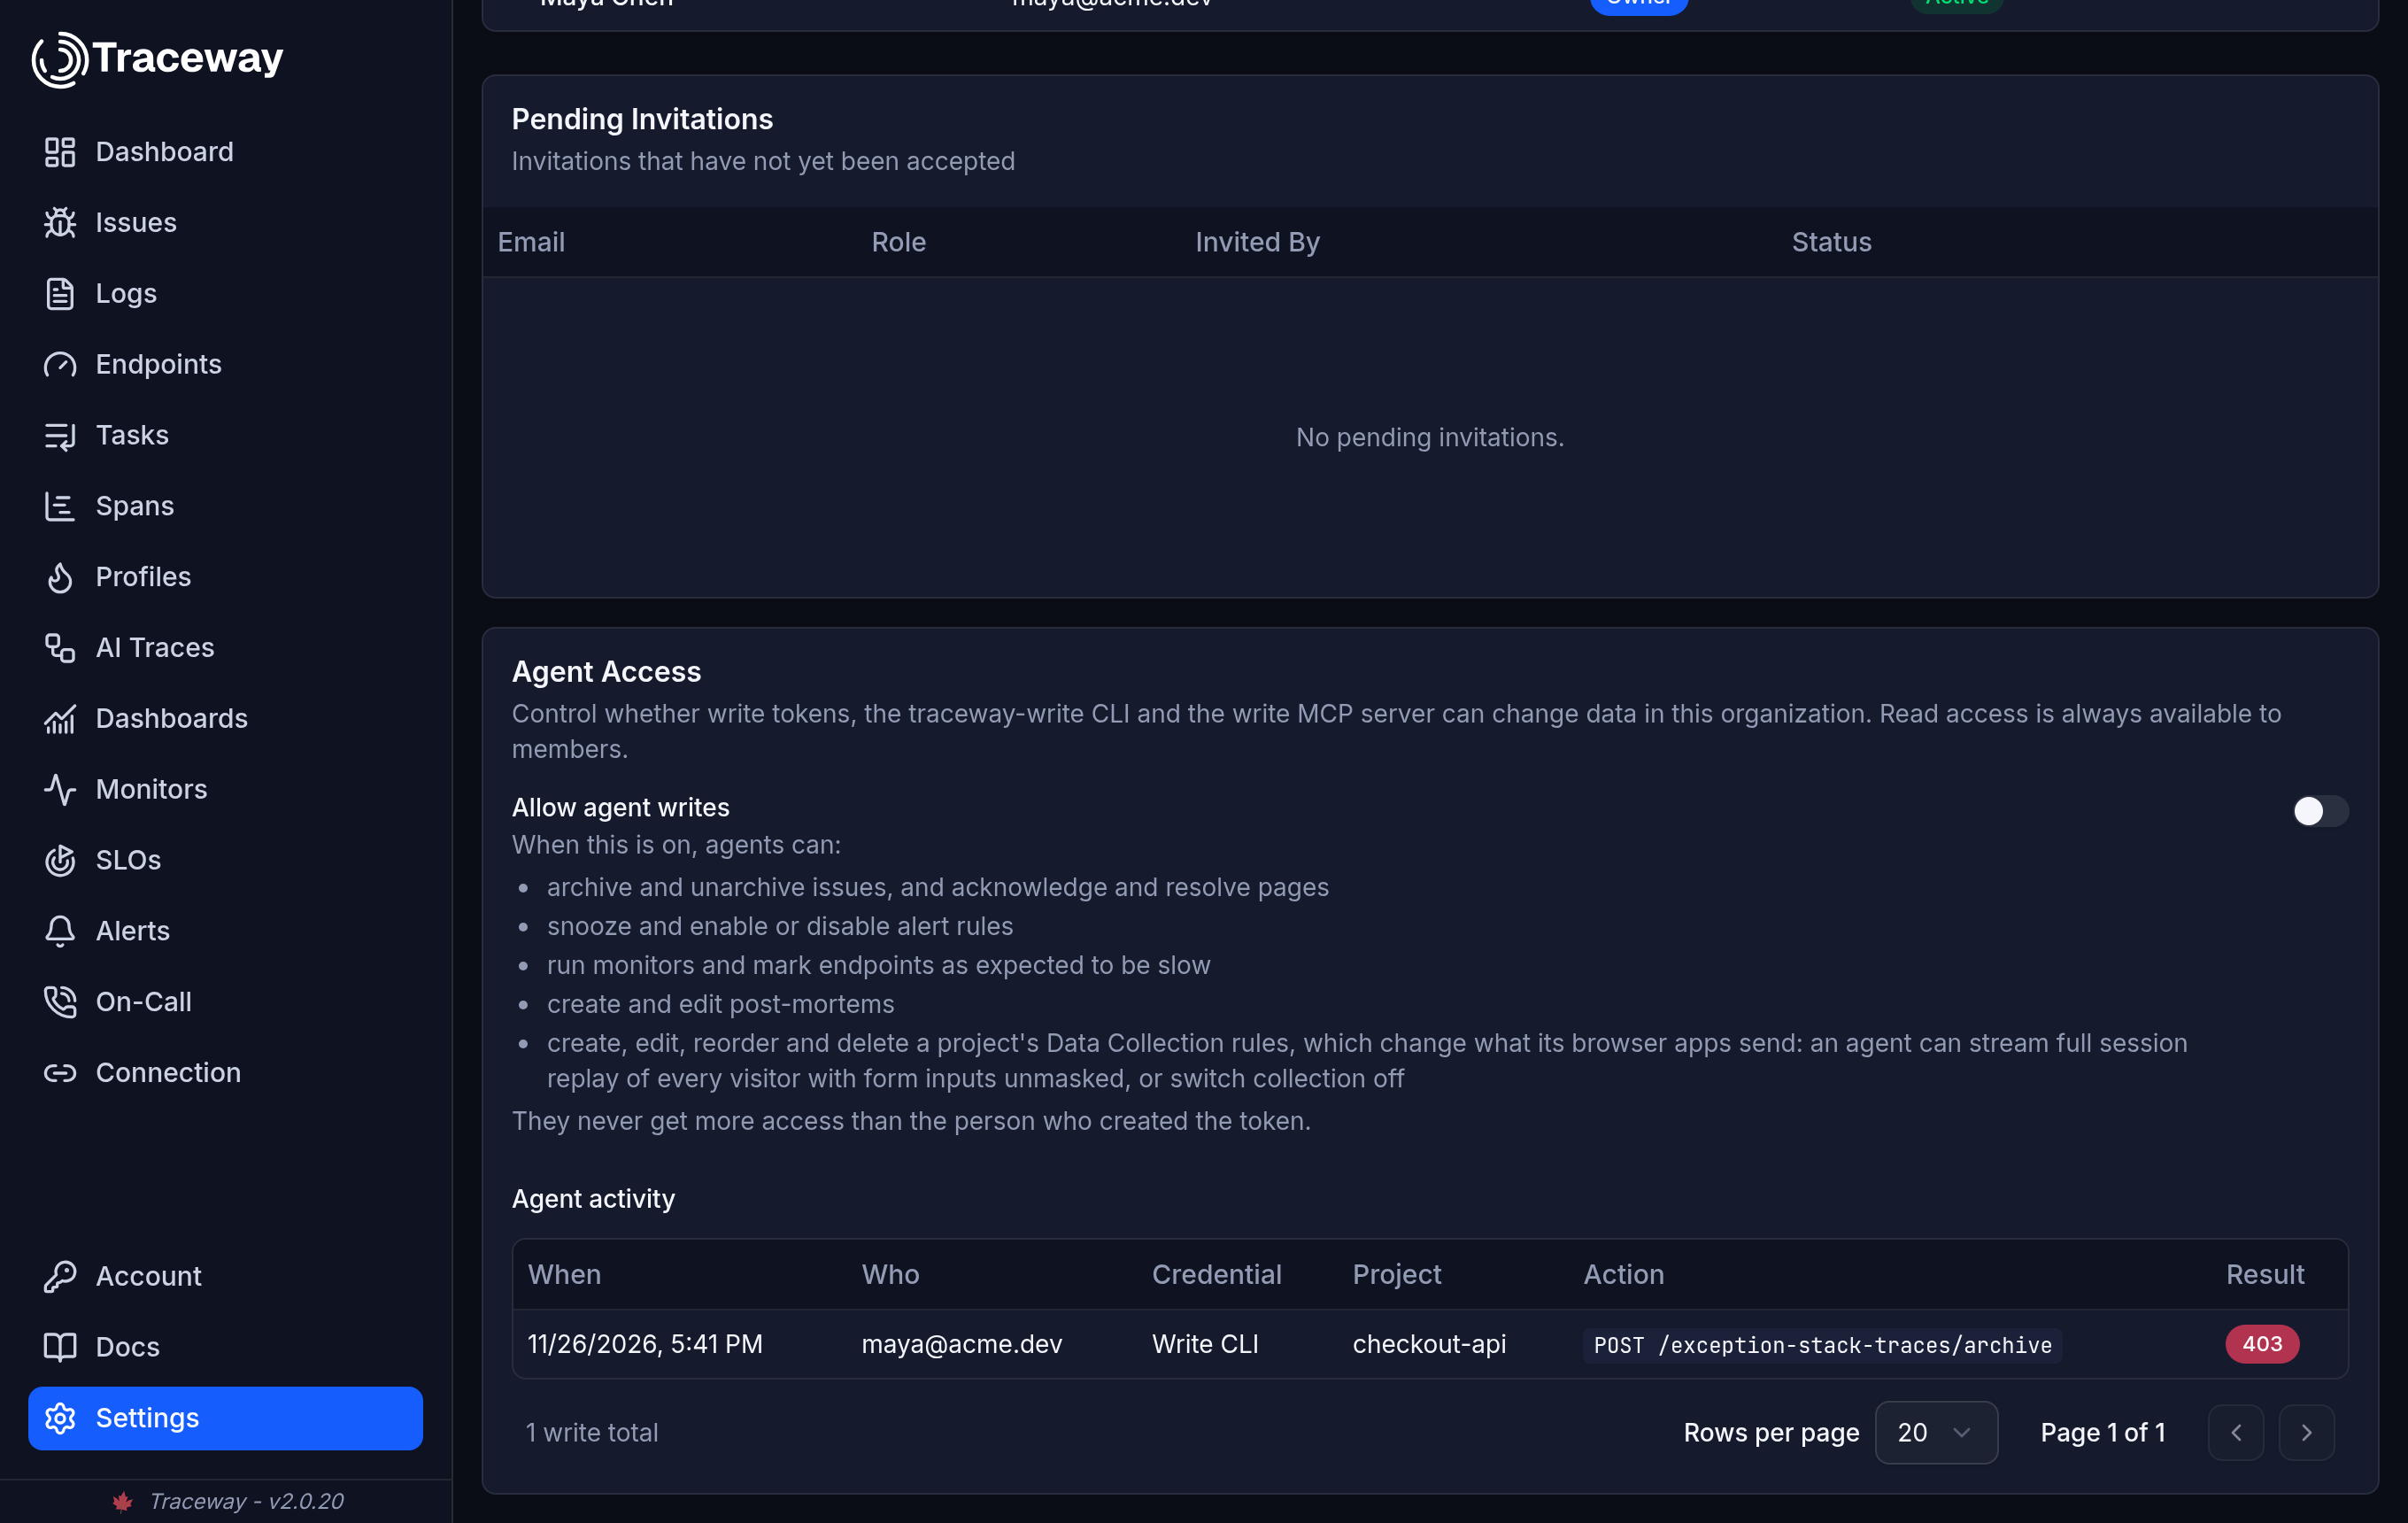 Traceway
Dashboard
Issues
Logs
Endpoints
Tasks
Spans
Profiles
AI Traces
Dashboards
Monitors
SLOs
Alerts
On-Call
Connection
Account
Docs
Settings
Traceway - v2.0.20
Maya Chen maya@acme.dev Owner Active
Pending Invitations
Invitations that have not yet been accepted
Email Role Invited By Status
No pending invitations.
Agent Access
Control whether write tokens, the traceway-write CLI and the write MCP server can change data in this organization. Read access is always available to
members.
Allow agent writes
When this is on, agents can:
• archive and unarchive issues, and acknowledge and resolve pages
• snooze and enable or disable alert rules
• run monitors and mark endpoints as expected to be slow
• create and edit post-mortems
• create, edit, reorder and delete a project's Data Collection rules, which change what its browser apps send: an agent can stream full session
replay of every visitor with form inputs unmasked, or switch collection off
They never get more access than the person who created the token.
Agent activity
When Who Credential Project Action Result
11/26/2026, 5:41 PM maya@acme.dev Write CLI checkout-api POST /exception-stack-traces/archive 403
1 write total Rows per page 20 Page 1 of 1